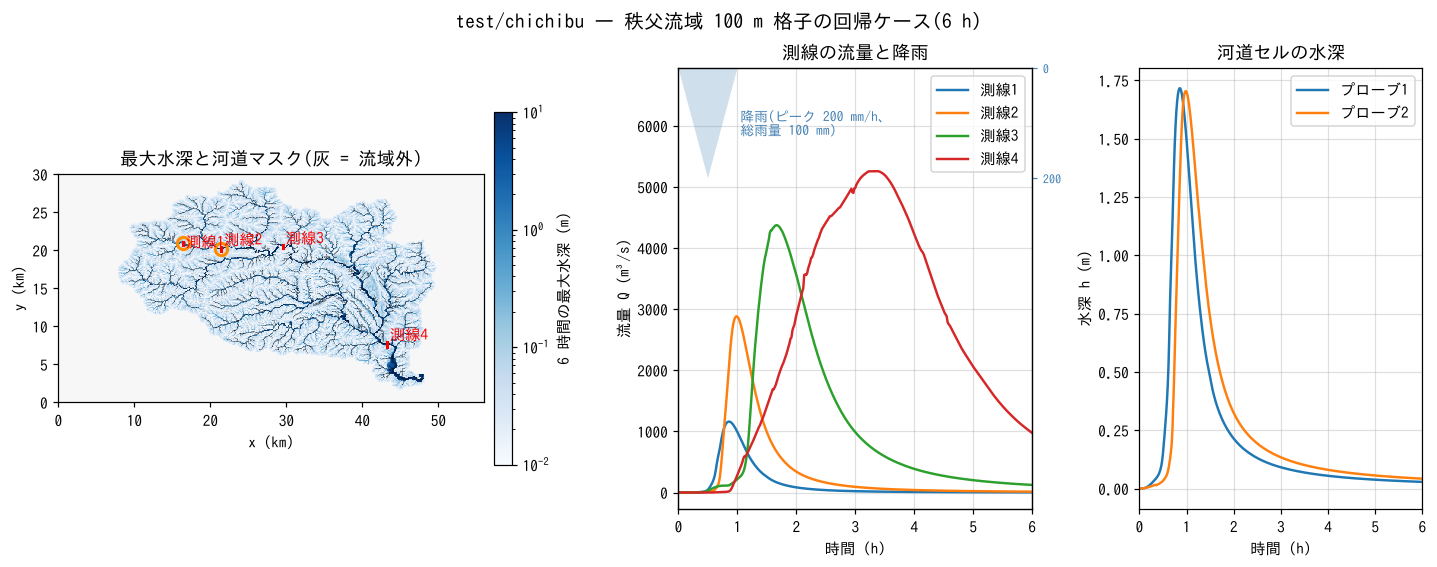 test/chichibu — 秩父流域 100 m 格子の回帰ケース(6 h)
最大水深と河道マスク(灰 = 流域外)
y (km)
30
25
20
15
10
5
0
0 10 20 30 40 50
x (km)
測線1
測線2
測線3
測線4
10¹
10⁰
10⁻¹
10⁻²
6 時間の最大水深 (m)
測線の流量と降雨
流量 Q (m³/s)
6000
5000
4000
3000
2000
1000
0
0 1 2 3 4 5 6
時間 (h)
降雨(ピーク 200 mm/h、
総雨量 100 mm)
測線1
測線2
測線3
測線4
0
200
河道セルの水深
水深 h (m)
1.75
1.50
1.25
1.00
0.75
0.50
0.25
0.00
0 1 2 3 4 5 6
時間 (h)
プローブ1
プローブ2